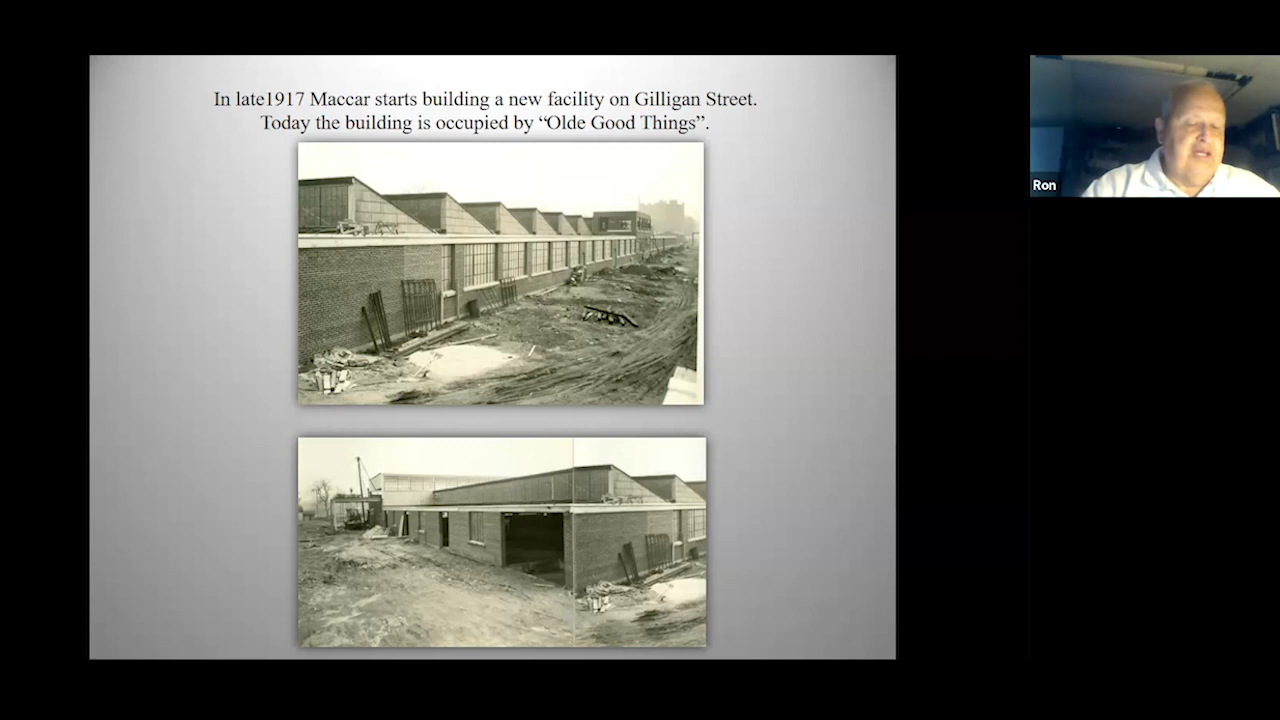 In late1917 Maccar starts building a new facility on Gilligan Street.
Today the building is occupied by “Olde Good Things”.
Ron